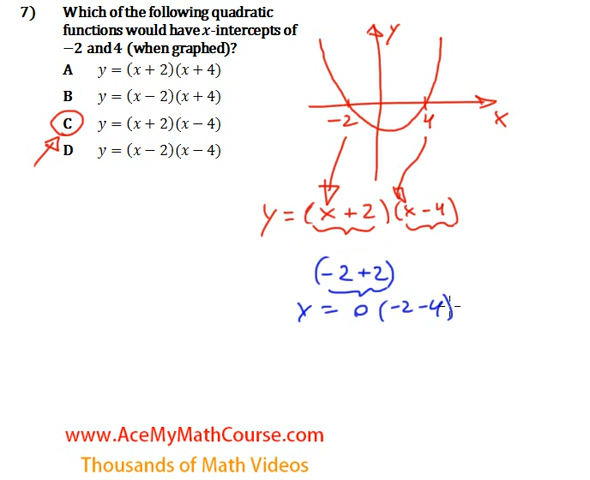 7) Which of the following quadratic
functions would have x-intercepts of
−2 and 4 (when graphed)?
A y = (x + 2)(x + 4)
B y = (x − 2)(x + 4)
C y = (x + 2)(x − 4)
D y = (x − 2)(x − 4)
y
-2 4 x
y = (x + 2)(x - 4)
(-2 + 2)
x = 0 (-2 - 4)
www.AceMyMathCourse.com
Thousands of Math Videos